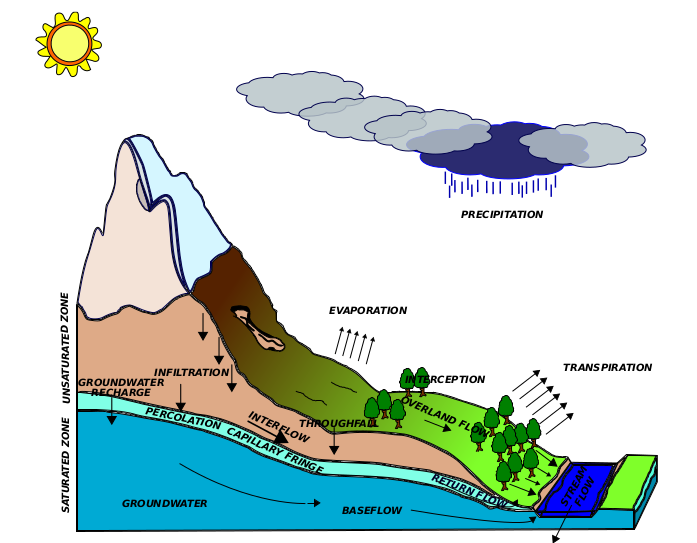 PRECIPITATION
EVAPORATION
TRANSPIRATION
INTERCEPTION
UNSATURATED ZONE
INFILTRATION
GROUNDWATER
RECHARGE
OVERLAND FLOW
PERCOLATION
INTERFLOW
THROUGHFALL
CAPILLARY FRINGE
SATURATED ZONE
RETURN FLOW
STREAM
FLOW
GROUNDWATER
BASEFLOW